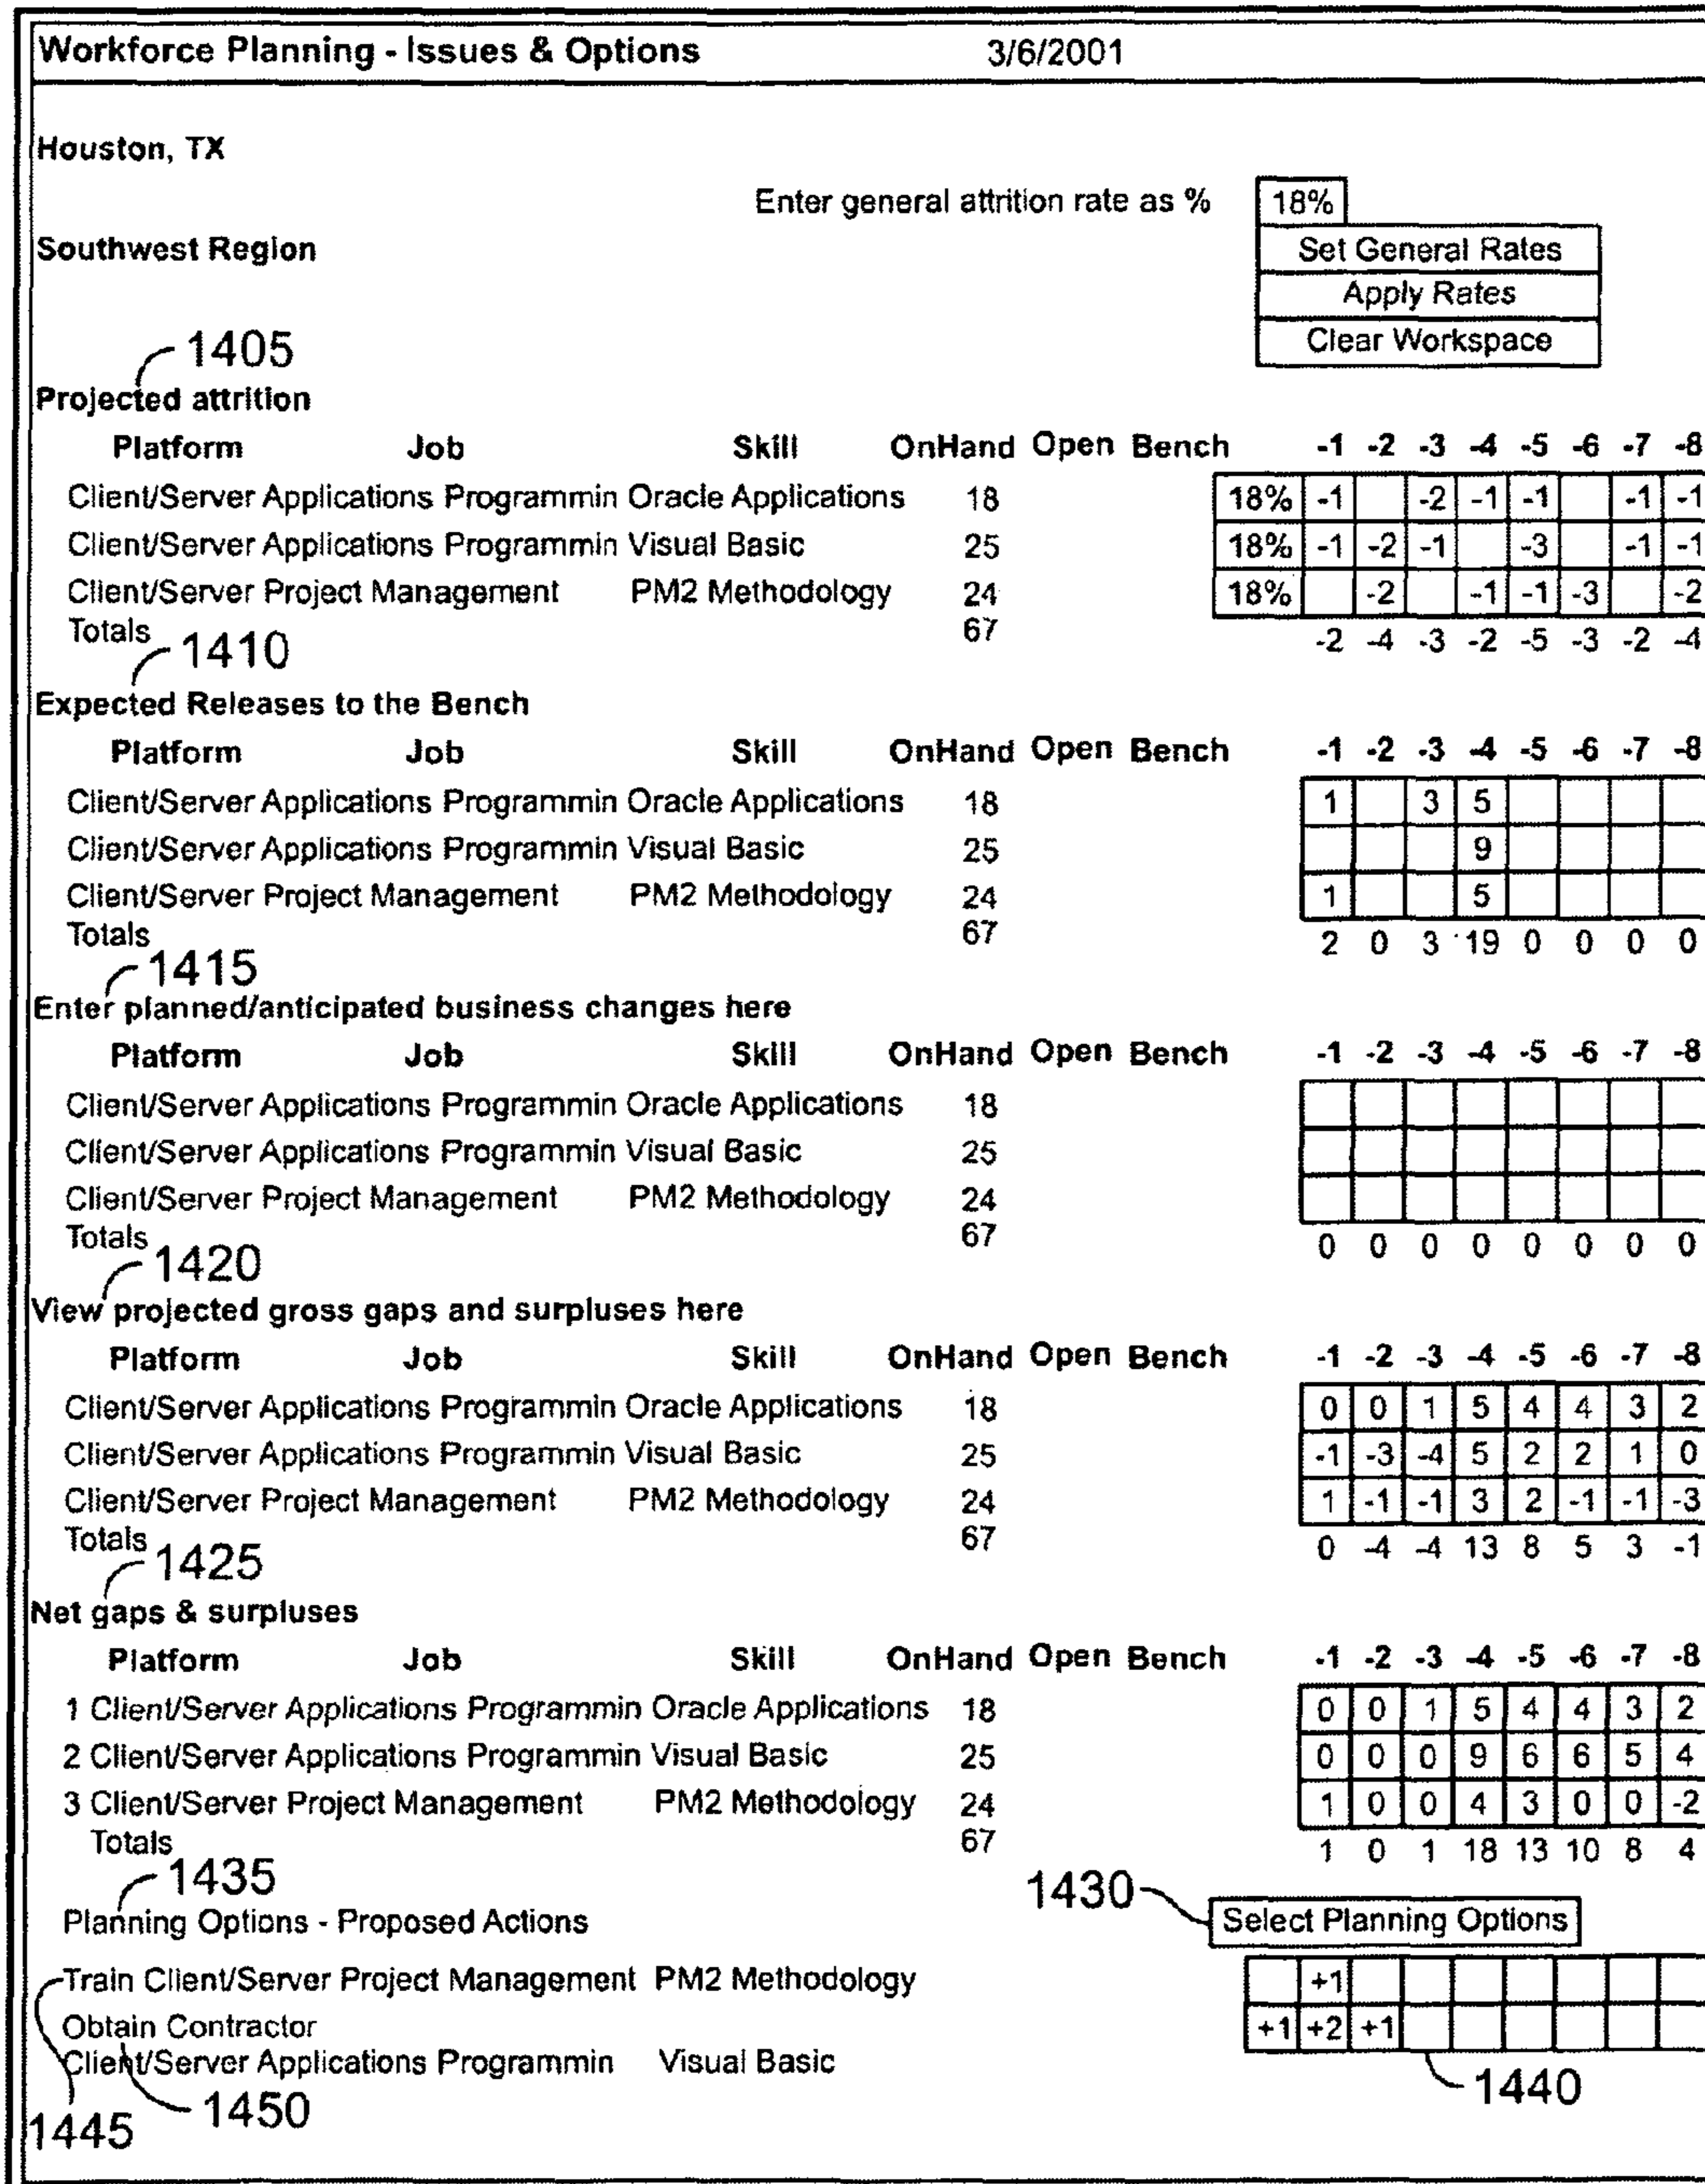 Workforce Planning - Issues & Options 3/6/2001
Houston, TX
Enter general attrition rate as % 18%
Southwest Region Set General Rates
Apply Rates
Clear Workspace
1405
Projected attrition
Platform Job Skill OnHand Open Bench -1 -2 -3 -4 -5 -6 -7 -8
Client/Server Applications Programmin Oracle Applications 18 18% -1 -2 -1 -1 -1 -1
Client/Server Applications Programmin Visual Basic 25 18% -1 -2 -1 -3 -1 -1
Client/Server Project Management PM2 Methodology 24 18% -2 -1 -1 -3 -2
Totals 67 -2 -4 -3 -2 -5 -3 -2 -4
1410
Expected Releases to the Bench
Platform Job Skill OnHand Open Bench -1 -2 -3 -4 -5 -6 -7 -8
Client/Server Applications Programmin Oracle Applications 18 1 3 5
Client/Server Applications Programmin Visual Basic 25 9
Client/Server Project Management PM2 Methodology 24 1 5
Totals 67 2 0 3 19 0 0 0 0
1415
Enter planned/anticipated business changes here
Platform Job Skill OnHand Open Bench -1 -2 -3 -4 -5 -6 -7 -8
Client/Server Applications Programmin Oracle Applications 18
Client/Server Applications Programmin Visual Basic 25
Client/Server Project Management PM2 Methodology 24
Totals 67 0 0 0 0 0 0 0 0
1420
View projected gross gaps and surpluses here
Platform Job Skill OnHand Open Bench -1 -2 -3 -4 -5 -6 -7 -8
Client/Server Applications Programmin Oracle Applications 18 0 0 1 5 4 4 3 2
Client/Server Applications Programmin Visual Basic 25 -1 -3 -4 5 2 2 1 0
Client/Server Project Management PM2 Methodology 24 1 -1 -1 3 2 -1 -1 -3
Totals 67 0 -4 -4 13 8 5 3 -1
1425
Net gaps & surpluses
Platform Job Skill OnHand Open Bench -1 -2 -3 -4 -5 -6 -7 -8
1 Client/Server Applications Programmin Oracle Applications 18 0 0 1 5 4 4 3 2
2 Client/Server Applications Programmin Visual Basic 25 0 0 0 9 6 6 5 4
3 Client/Server Project Management PM2 Methodology 24 1 0 0 4 3 0 0 -2
Totals 67 1 0 1 18 13 10 8 4
1435 1430
Planning Options - Proposed Actions Select Planning Options
Train Client/Server Project Management PM2 Methodology +1
Obtain Contractor +1 +2 +1
Client/Server Applications Programmin Visual Basic
1440
1445 1450